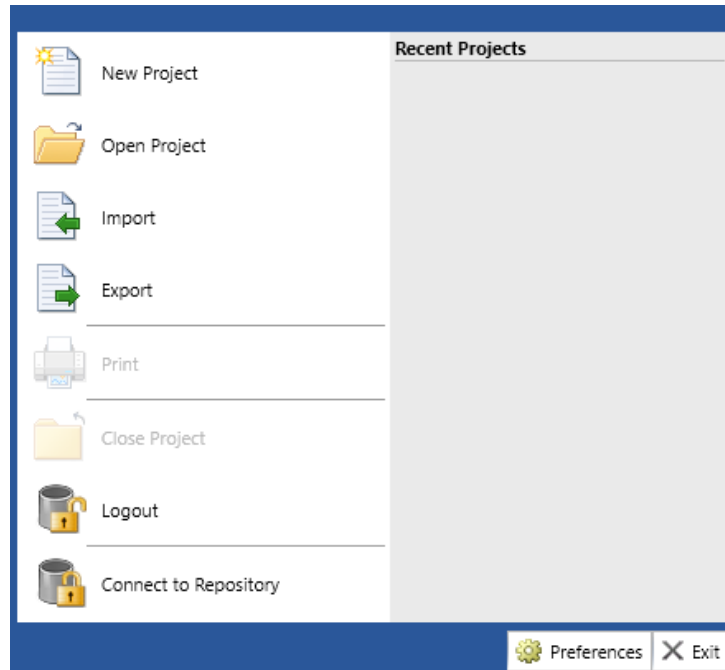 New Project
Open Project
Import
Export
Print
Close Project
Logout
Connect to Repository
Recent Projects
Preferences
Exit